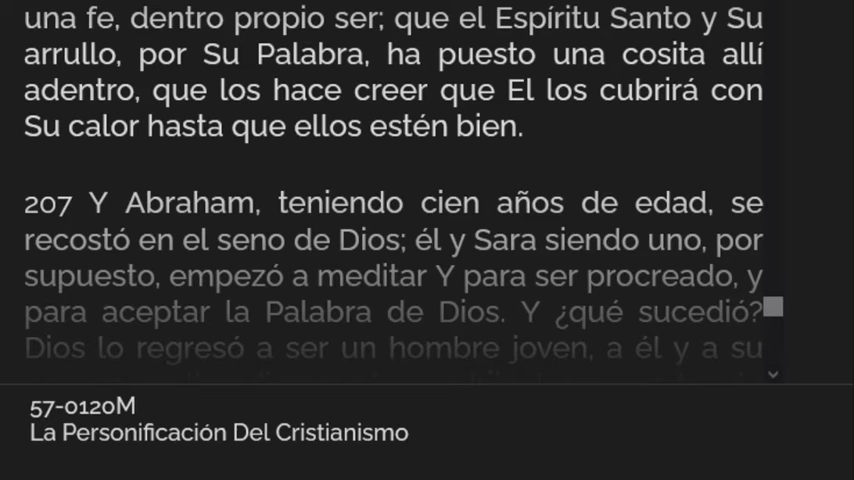 una fe, dentro propio ser; que el Espíritu Santo y Su
arrullo, por Su Palabra, ha puesto una cosita allí
adentro, que los hace creer que El los cubrirá con
Su calor hasta que ellos estén bien.
207 Y Abraham, teniendo cien años de edad, se
recostó en el seno de Dios; él y Sara siendo uno, por
supuesto, empezó a meditar Y para ser procreado, y
para aceptar la Palabra de Dios. Y ¿qué sucedió?
Dios lo regresó a ser un hombre joven, a él y a su
57-0120M
La Personificación Del Cristianismo